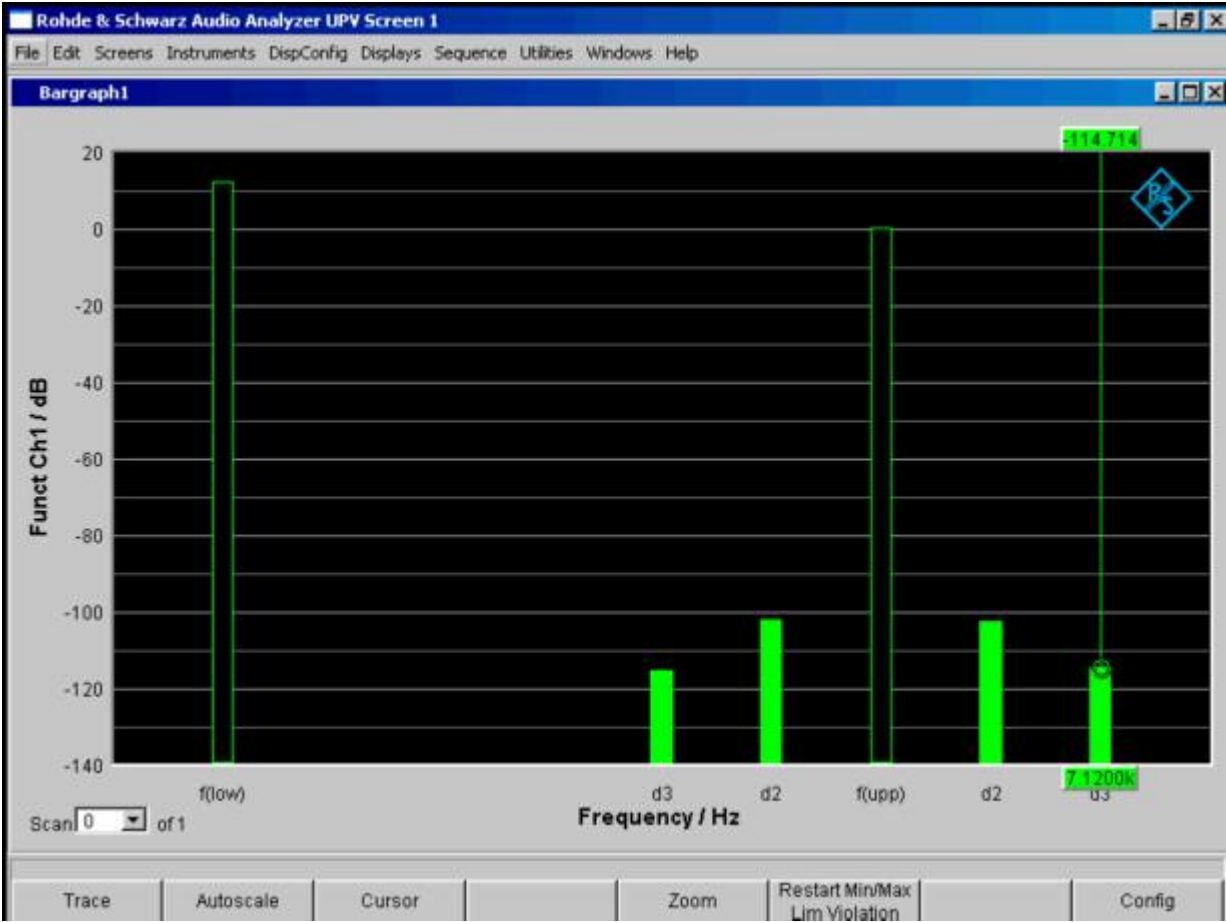 Rohde & Schwarz Audio Analyzer UPV Screen 1
File Edit Screens Instruments DispConfig Displays Sequence Utilities Windows Help
Bargraph1
-114.714
20
0
-20
-40
-60
-80
-100
-120
-140
Funct Ch1 / dB
R&S
7.1200k
f(low) d3 d2 f(upp) d2 d3
Frequency / Hz
Scan 0 of 1
Trace Autoscale Cursor Zoom Restart Min/Max Config
Lim Violation